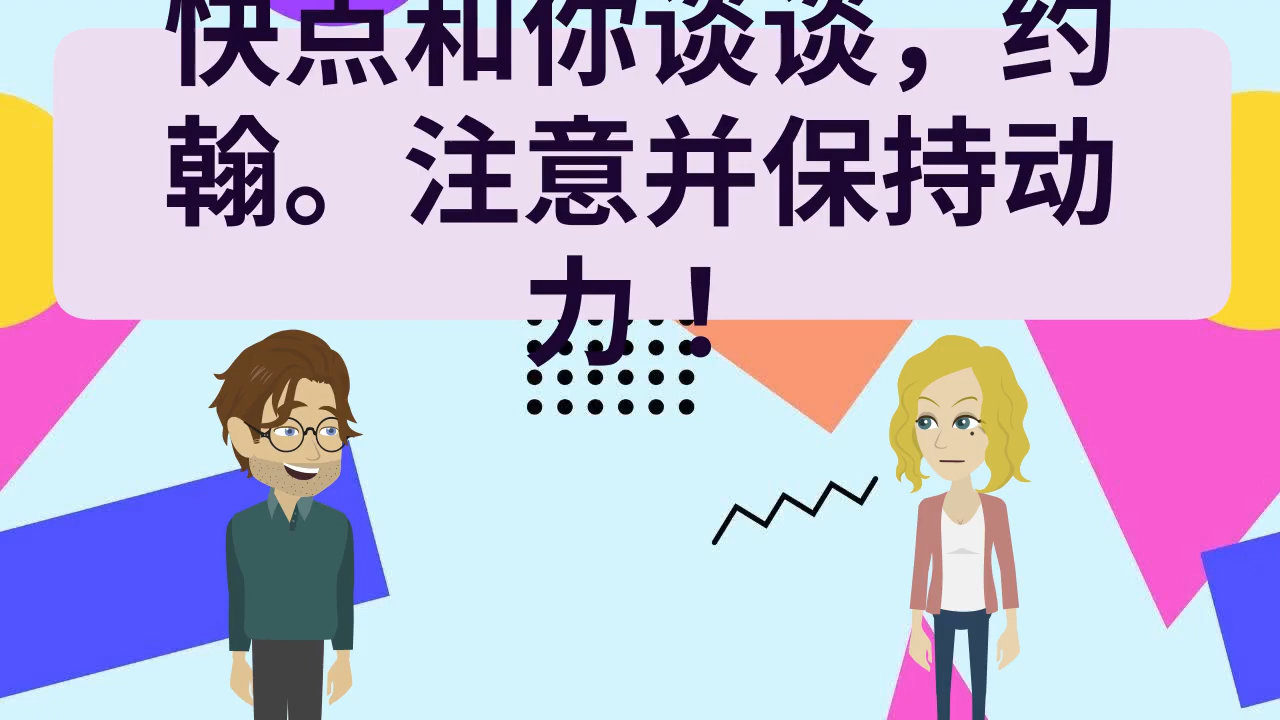 快点和你谈谈，约
翰。注意并保持动
力！